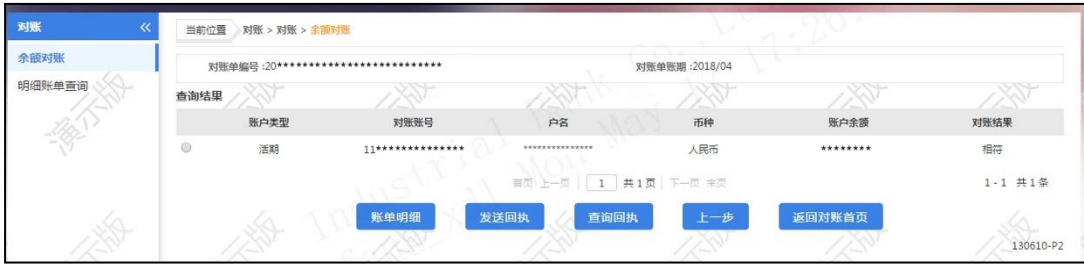 对账 «
余额对账
明细账单查询
当前位置 对账 > 对账 > 余额对账
对账单编号 :20************************** 对账单账期 :2018/04
查询结果
账户类型 对账账号 户名 币种 账户余额 对账结果
活期 11************** *************** 人民币 ******** 相符
首页 上一页 1 共1页 下一页 末页 1 - 1 共1条
账单明细 发送回执 查询回执 上一步 返回对账首页
130610-P2
演示版